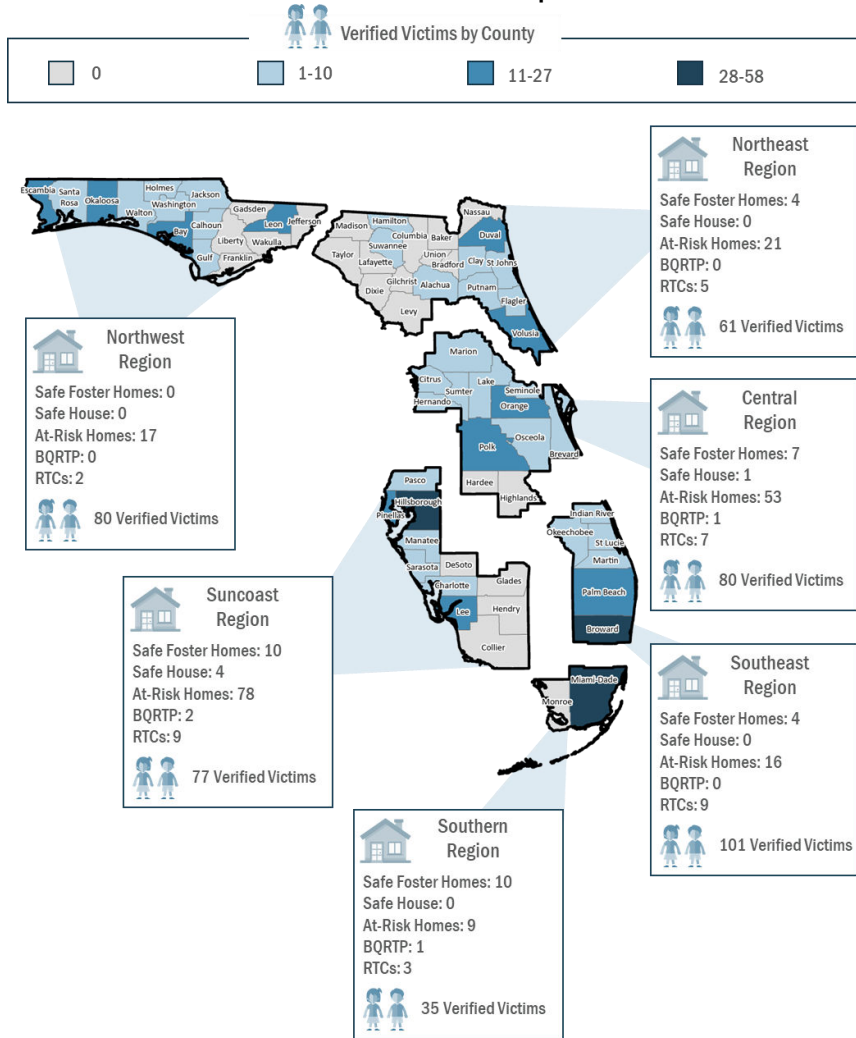 Verified Victims by County
0
1-10
11-27
28-58
Northeast
Region
Safe Foster Homes: 4
Safe House: 0
At-Risk Homes: 21
BQRTP: 0
RTCs: 5
61 Verified Victims
Escambia
Santa
Rosa
Okaloosa
Walton
Holmes
Washington
Jackson
Bay
Calhoun
Gulf
Gadsden
Liberty
Franklin
Leon
Wakulla
Jefferson
Madison
Taylor
Hamilton
Suwannee
Lafayette
Dixie
Columbia
Gilchrist
Levy
Baker
Union
Bradford
Alachua
Nassau
Duval
Clay
St Johns
Putnam
Flagler
Volusia
Northwest
Region
Safe Foster Homes: 0
Safe House: 0
At-Risk Homes: 17
BQRTP: 0
RTCs: 2
80 Verified Victims
Marion
Citrus
Hernando
Sumter
Lake
Seminole
Orange
Osceola
Brevard
Polk
Hardee
Highlands
Central
Region
Safe Foster Homes: 7
Safe House: 1
At-Risk Homes: 53
BQRTP: 1
RTCs: 7
80 Verified Victims
Pasco
Hillsborough
Pinellas
Manatee
Sarasota
DeSoto
Charlotte
Glades
Lee
Hendry
Collier
Indian River
Okeechobee
St Lucie
Martin
Palm Beach
Broward
Suncoast
Region
Safe Foster Homes: 10
Safe House: 4
At-Risk Homes: 78
BQRTP: 2
RTCs: 9
77 Verified Victims
Miami-Dade
Monroe
Southeast
Region
Safe Foster Homes: 4
Safe House: 0
At-Risk Homes: 16
BQRTP: 0
RTCs: 9
101 Verified Victims
Southern
Region
Safe Foster Homes: 10
Safe House: 0
At-Risk Homes: 9
BQRTP: 1
RTCs: 3
35 Verified Victims